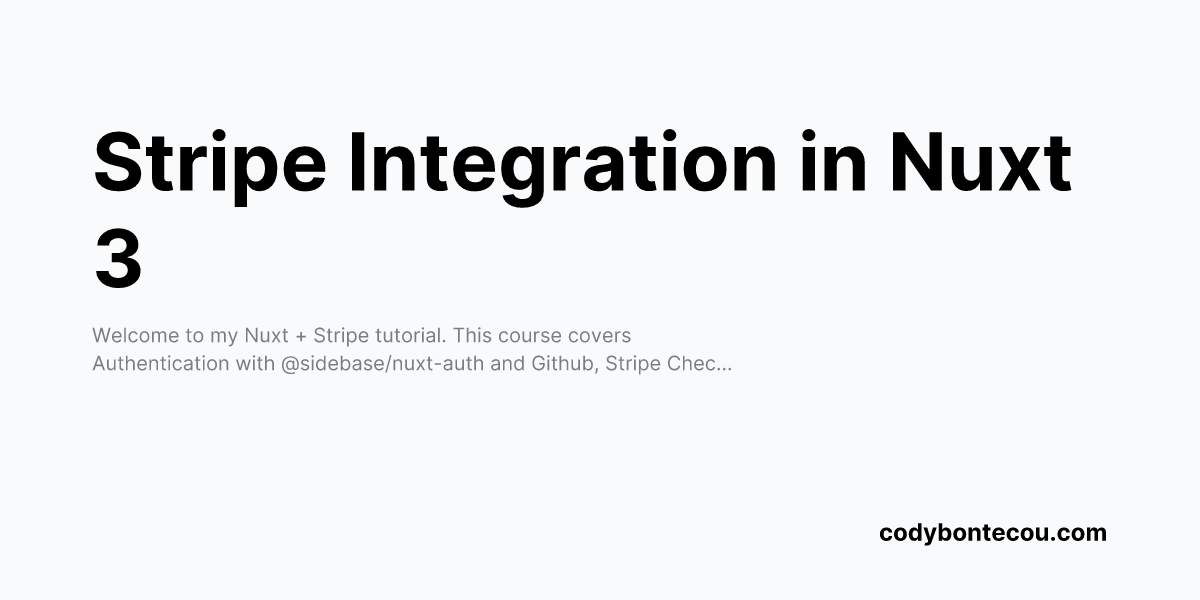 Stripe Integration in Nuxt
3
Welcome to my Nuxt + Stripe tutorial. This course covers
Authentication with @sidebase/nuxt-auth and Github, Stripe Chec...
codybontecou.com